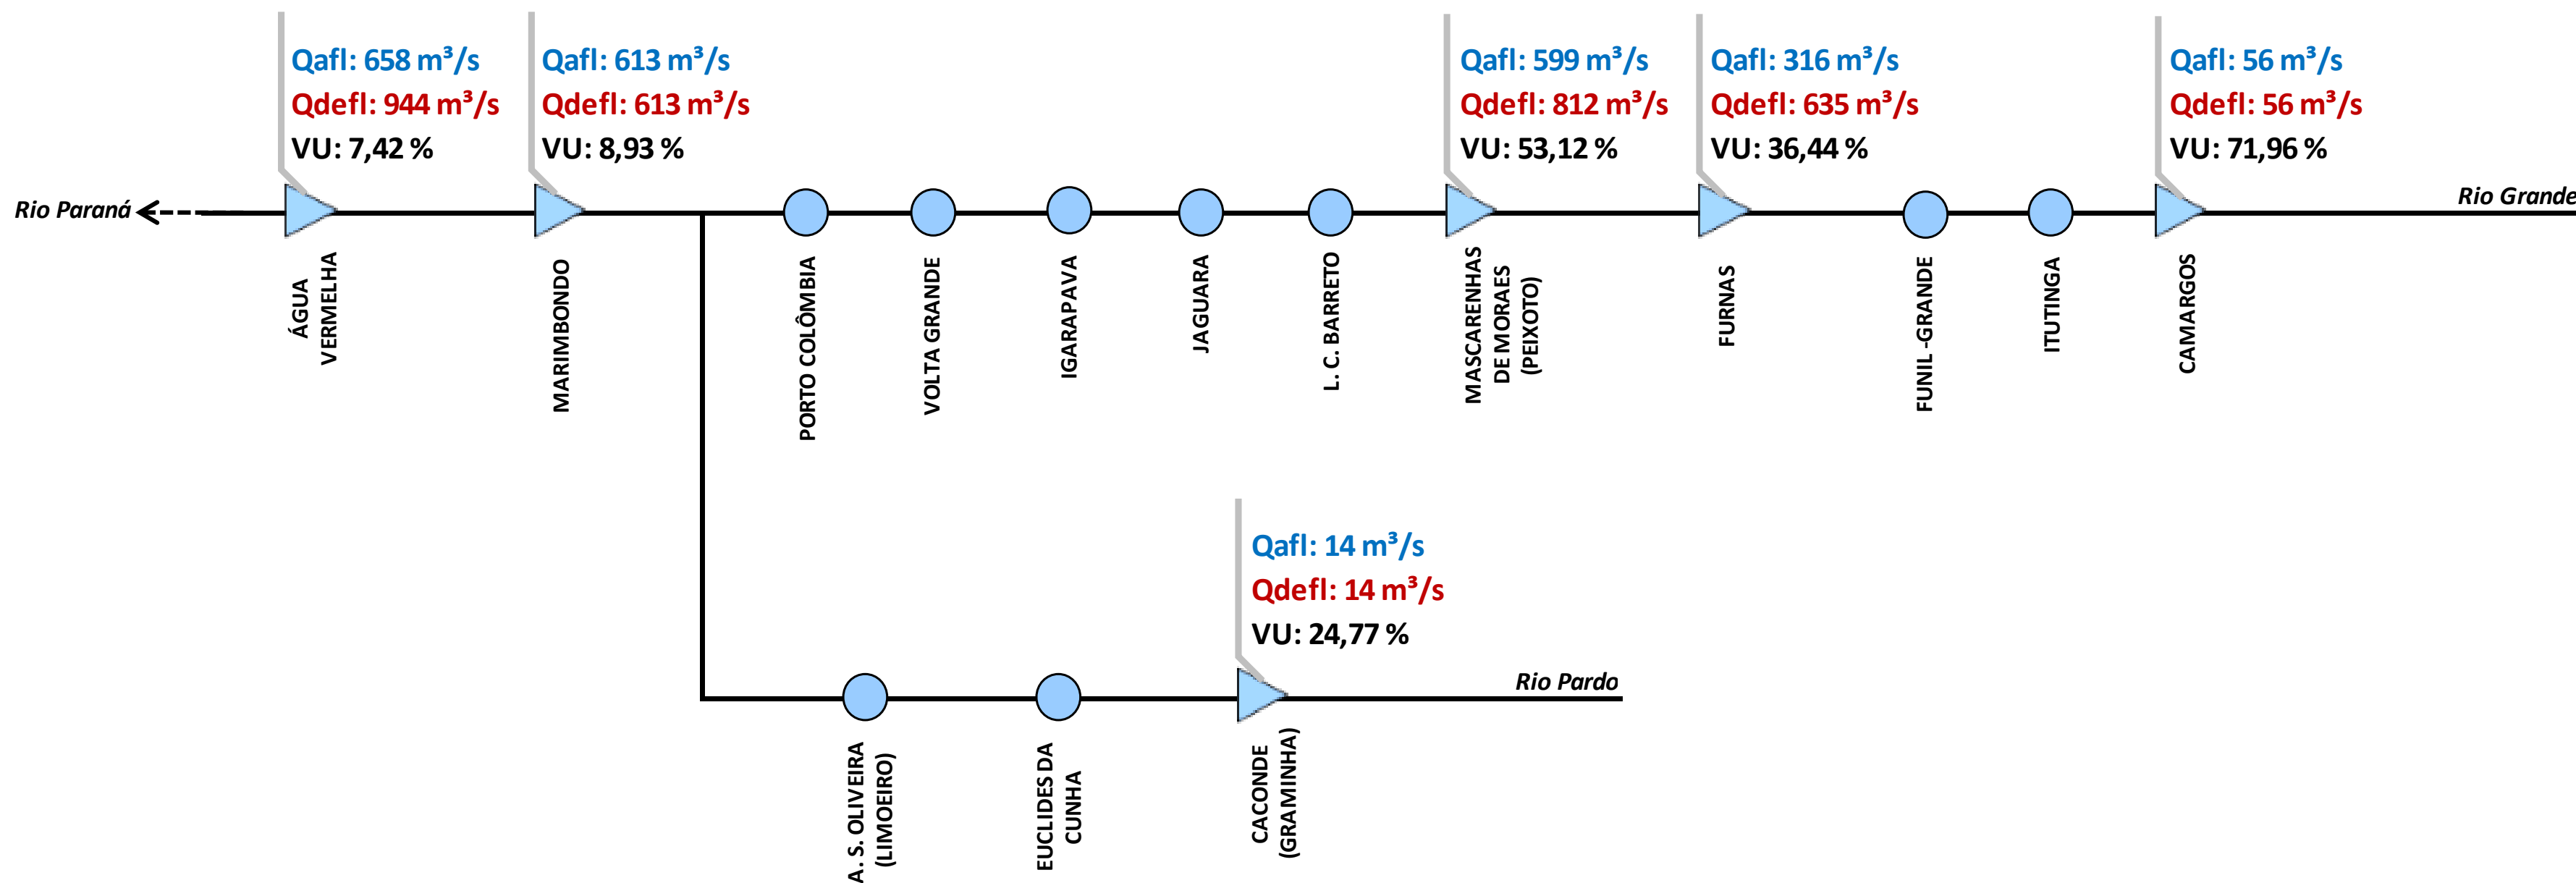 Qafl: 658 m³/s
Qdefl: 944 m³/s
VU: 7,42 %
Qafl: 613 m³/s
Qdefl: 613 m³/s
VU: 8,93 %
Qafl: 599 m³/s
Qdefl: 812 m³/s
VU: 53,12 %
Qafl: 316 m³/s
Qdefl: 635 m³/s
VU: 36,44 %
Qafl: 56 m³/s
Qdefl: 56 m³/s
VU: 71,96 %
Rio Paraná
Rio Grande
ÁGUA
VERMELHA
MARIMBONDO
PORTO COLÔMBIA
VOLTA GRANDE
IGARAPAVA
JAGUARA
L. C. BARRETO
MASCARENHAS
DE MORAES
(PEIXOTO)
FURNAS
FUNIL -GRANDE
ITUTINGA
CAMARGOS
Qafl: 14 m³/s
Qdefl: 14 m³/s
VU: 24,77 %
Rio Pardo
A. S. OLIVEIRA
(LIMOEIRO)
EUCLIDES DA
CUNHA
CACONDE
(GRAMINHA)